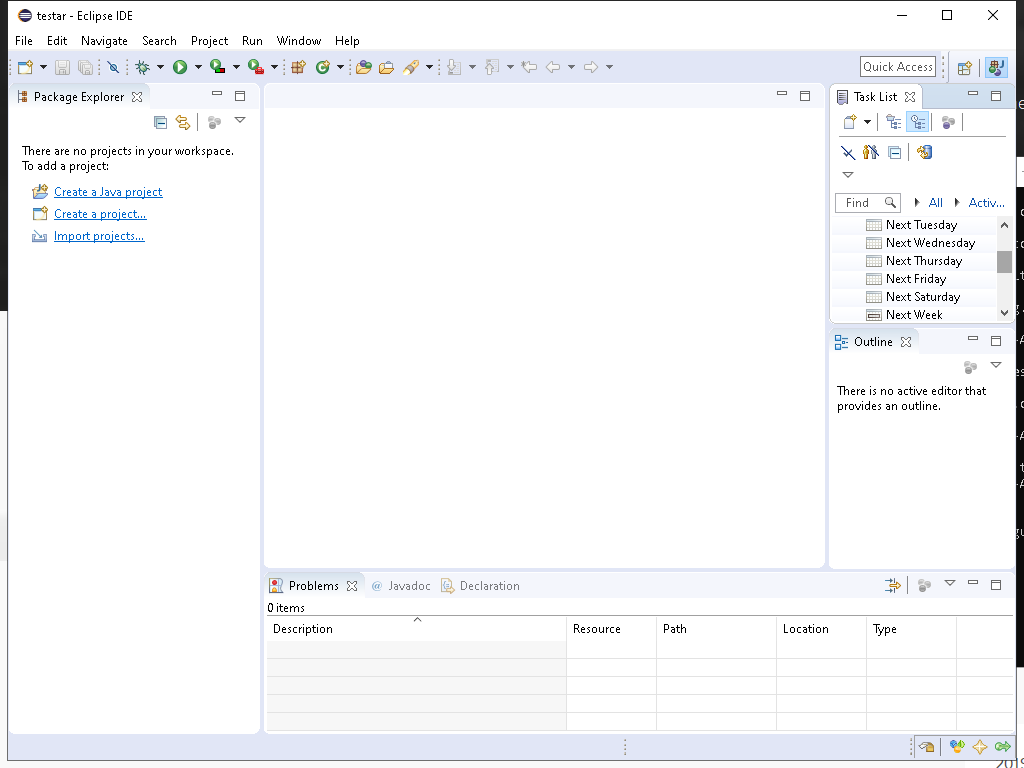 testar - Eclipse IDE
File Edit Navigate Search Project Run Window Help
Quick Access
Package Explorer
There are no projects in your workspace.
To add a project:
Create a Java project
Create a project...
Import projects...
Task List
Find All Activ...
Next Tuesday
Next Wednesday
Next Thursday
Next Friday
Next Saturday
Next Week
Outline
There is no active editor that
provides an outline.
Problems @ Javadoc Declaration
0 items
Description Resource Path Location Type